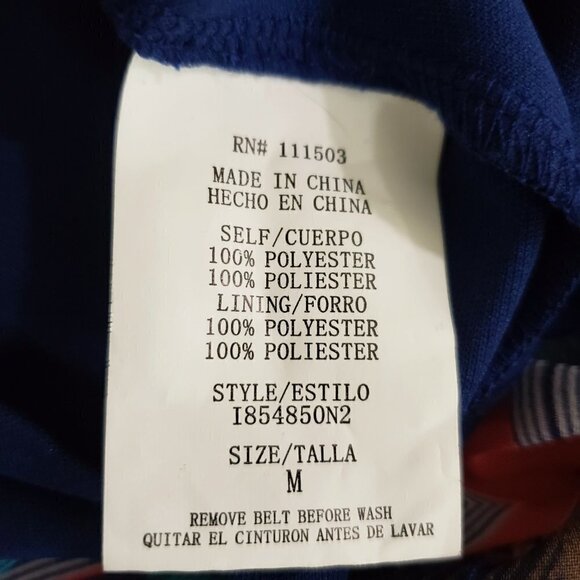 RN# 111503
MADE IN CHINA
HECHO EN CHINA
SELF/CUERPO
100% POLYESTER
100% POLIESTER
LINING/FORRO
100% POLYESTER
100% POLIESTER
STYLE/ESTILO
I854850N2
SIZE/TALLA
M
REMOVE BELT BEFORE WASH
QUITAR EL CINTURON ANTES DE LAVAR